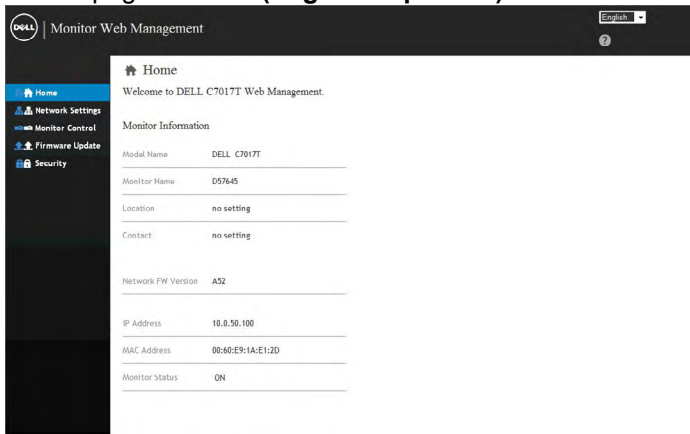 DELL | Monitor Web Management
English
?
Home
Network Settings
Monitor Control
Firmware Update
Security
Home
Welcome to DELL C7017T Web Management.
Monitor Information
Model Name DELL C7017T
Monitor Name D57645
Location no setting
Contact no setting
Network FW Version A52
IP Address 10.0.50.100
MAC Address 00:60:E9:1A:E1:2D
Monitor Status ON